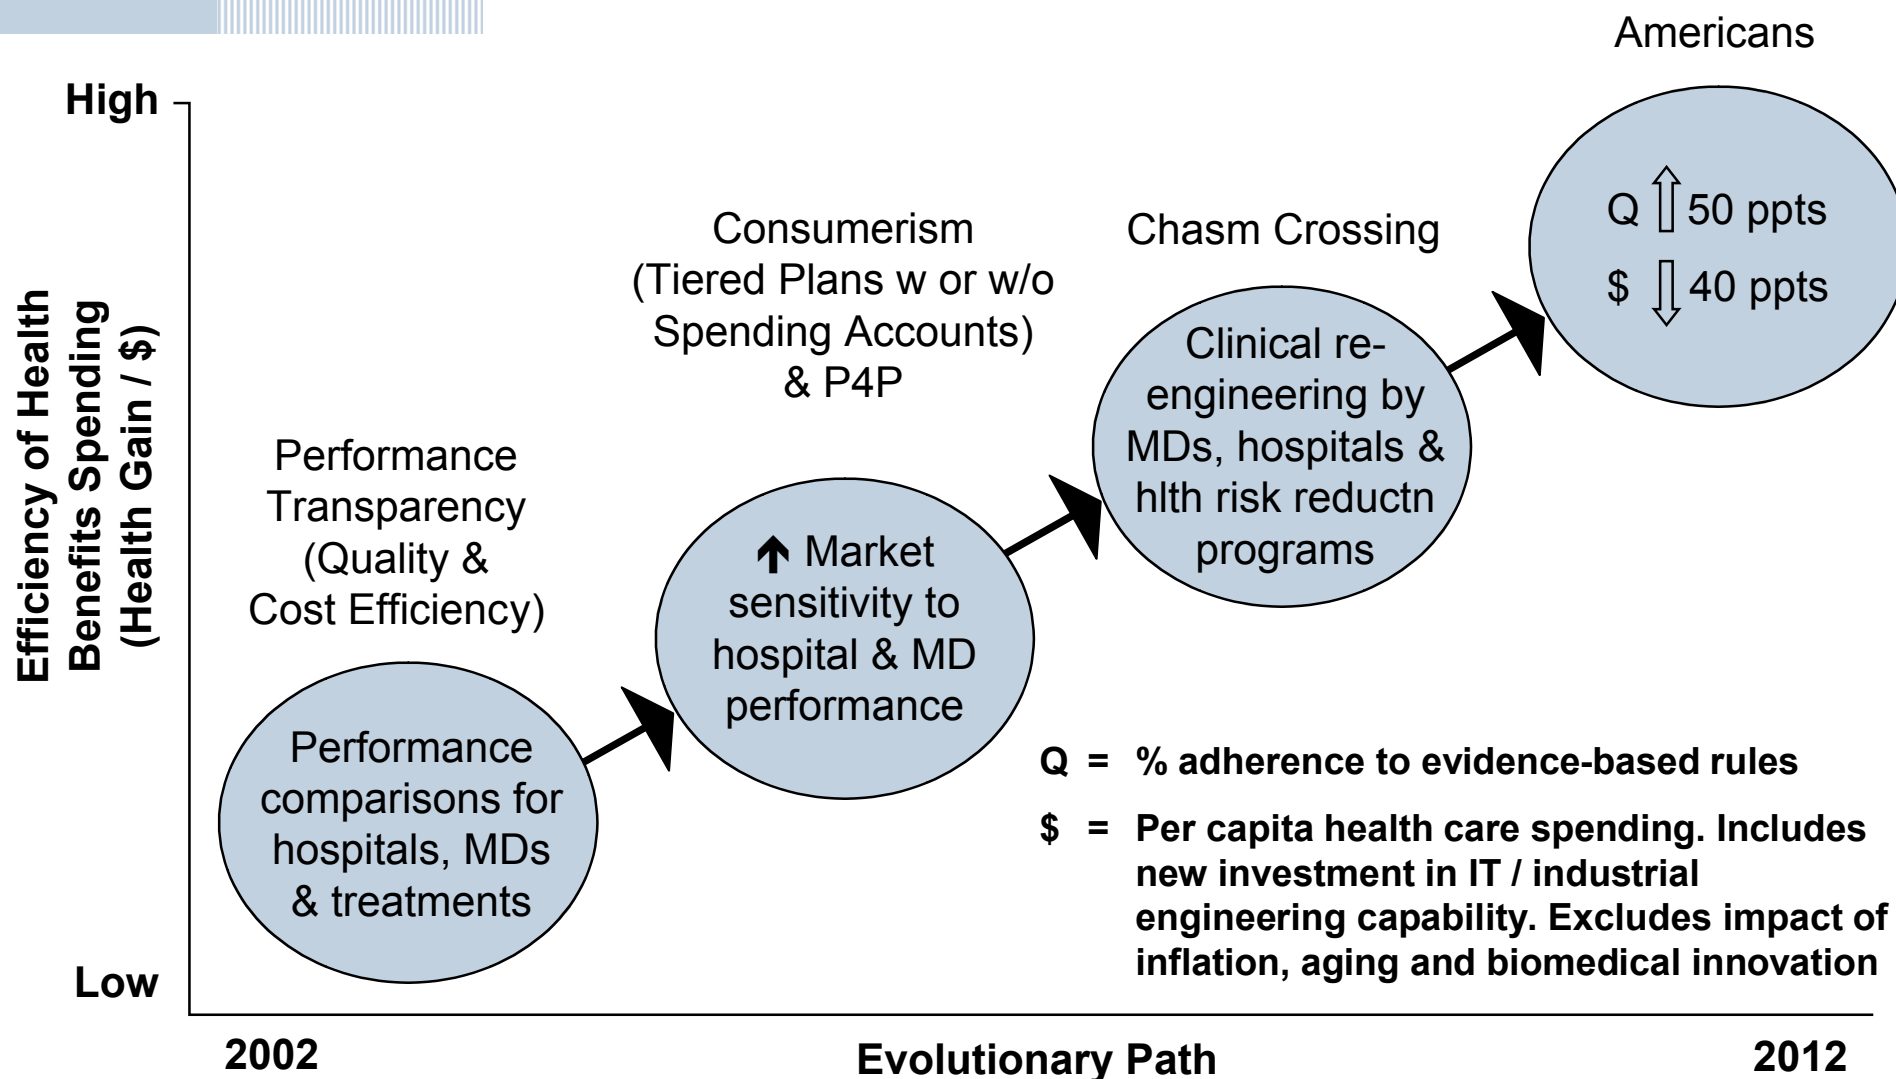 Americans
High
Efficiency of Health
Benefits Spending
(Health Gain / $)
Low
Performance
Transparency
(Quality &
Cost Efficiency)
Performance
comparisons for
hospitals, MDs
& treatments
Consumerism
(Tiered Plans w or w/o
Spending Accounts)
& P4P
↑ Market
sensitivity to
hospital & MD
performance
Chasm Crossing
Clinical re-
engineering by
MDs, hospitals &
hlth risk reductn
programs
Q ⇧ 50 ppts
$ ⇩ 40 ppts
Q = % adherence to evidence-based rules
$ = Per capita health care spending. Includes
new investment in IT / industrial
engineering capability. Excludes impact of
inflation, aging and biomedical innovation
2002
Evolutionary Path
2012